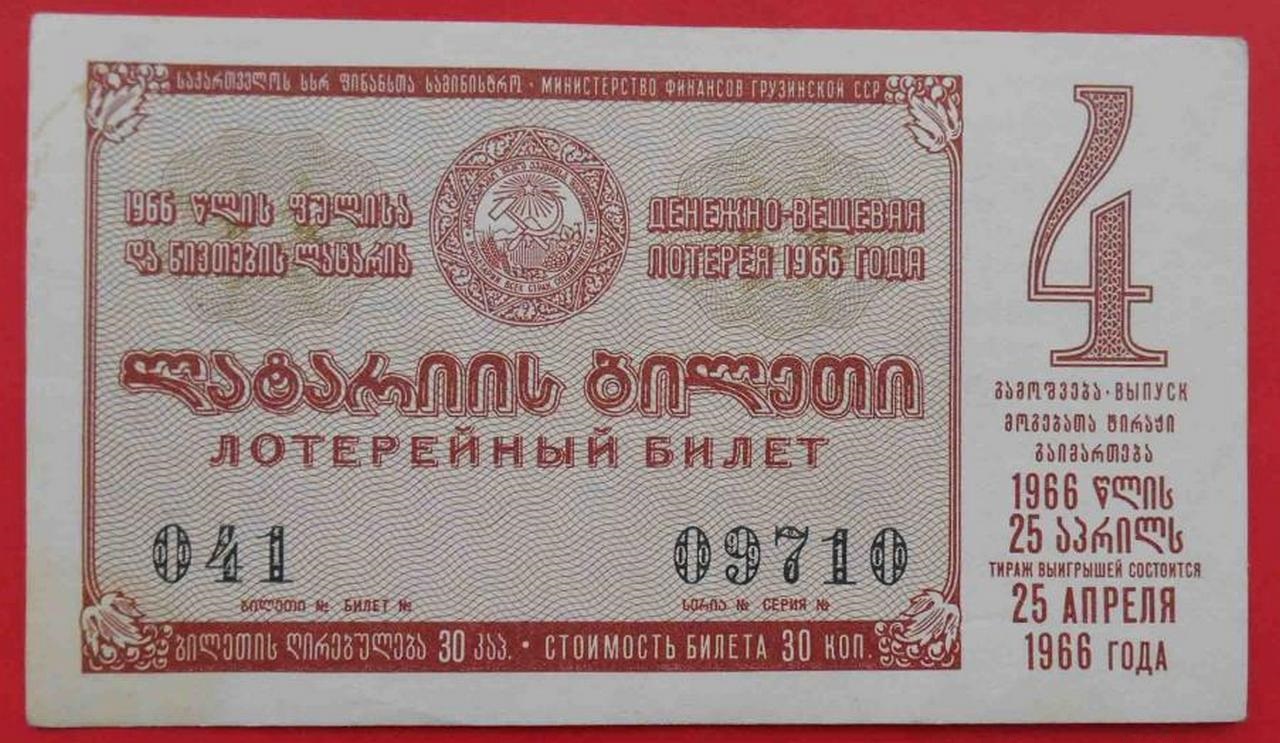 საქართველოს სსრ ფინანსთა სამინისტრო · МИНИСТЕРСТВО ФИНАНСОВ ГРУЗИНСКОЙ ССР
1966 წლის ფულისა
და ნივთების ლატარია
ДЕНЕЖНО-ВЕЩЕВАЯ
ЛОТЕРЕЯ 1966 ГОДА
ლატარიის ბილეთი
ЛОТЕРЕЙНЫЙ БИЛЕТ
041
09710
ბილეთი № БИЛЕТ №
სერია № СЕРИЯ №
ბილეთის ღირებულება 30 კაპ. · СТОИМОСТЬ БИЛЕТА 30 КОП.
4
გამოშვება · ВЫПУСК
მოგებათა ტირაჟი
გაიმართება
1966 წლის
25 აპრილს
ТИРАЖ ВЫИГРЫШЕЙ СОСТОИТСЯ
25 АПРЕЛЯ
1966 ГОДА